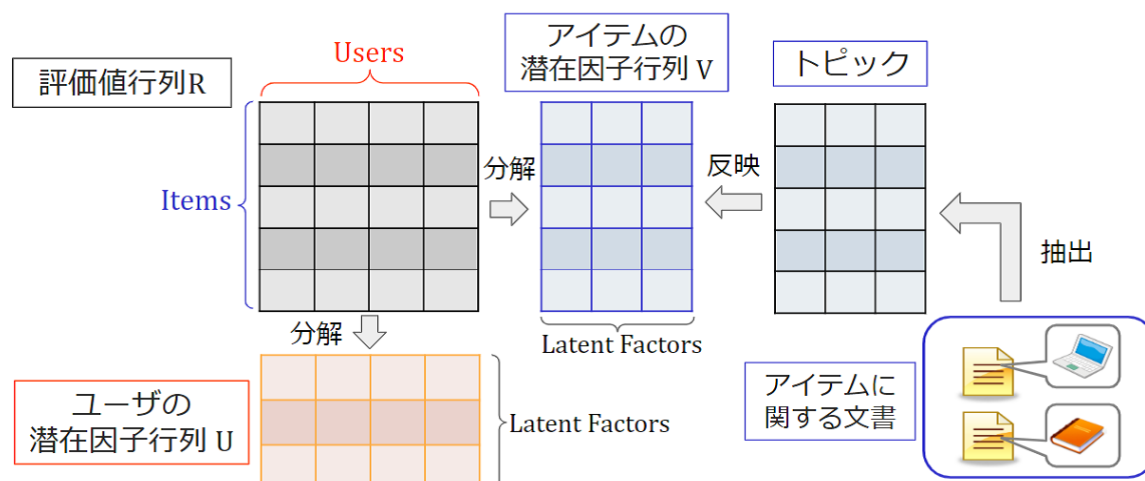 Users
アイテムの
潜在因子行列 V
トピック
評価値行列R
Items
分解
反映
抽出
分解
Latent Factors
ユーザの
潜在因子行列 U
Latent Factors
アイテムに
関する文書